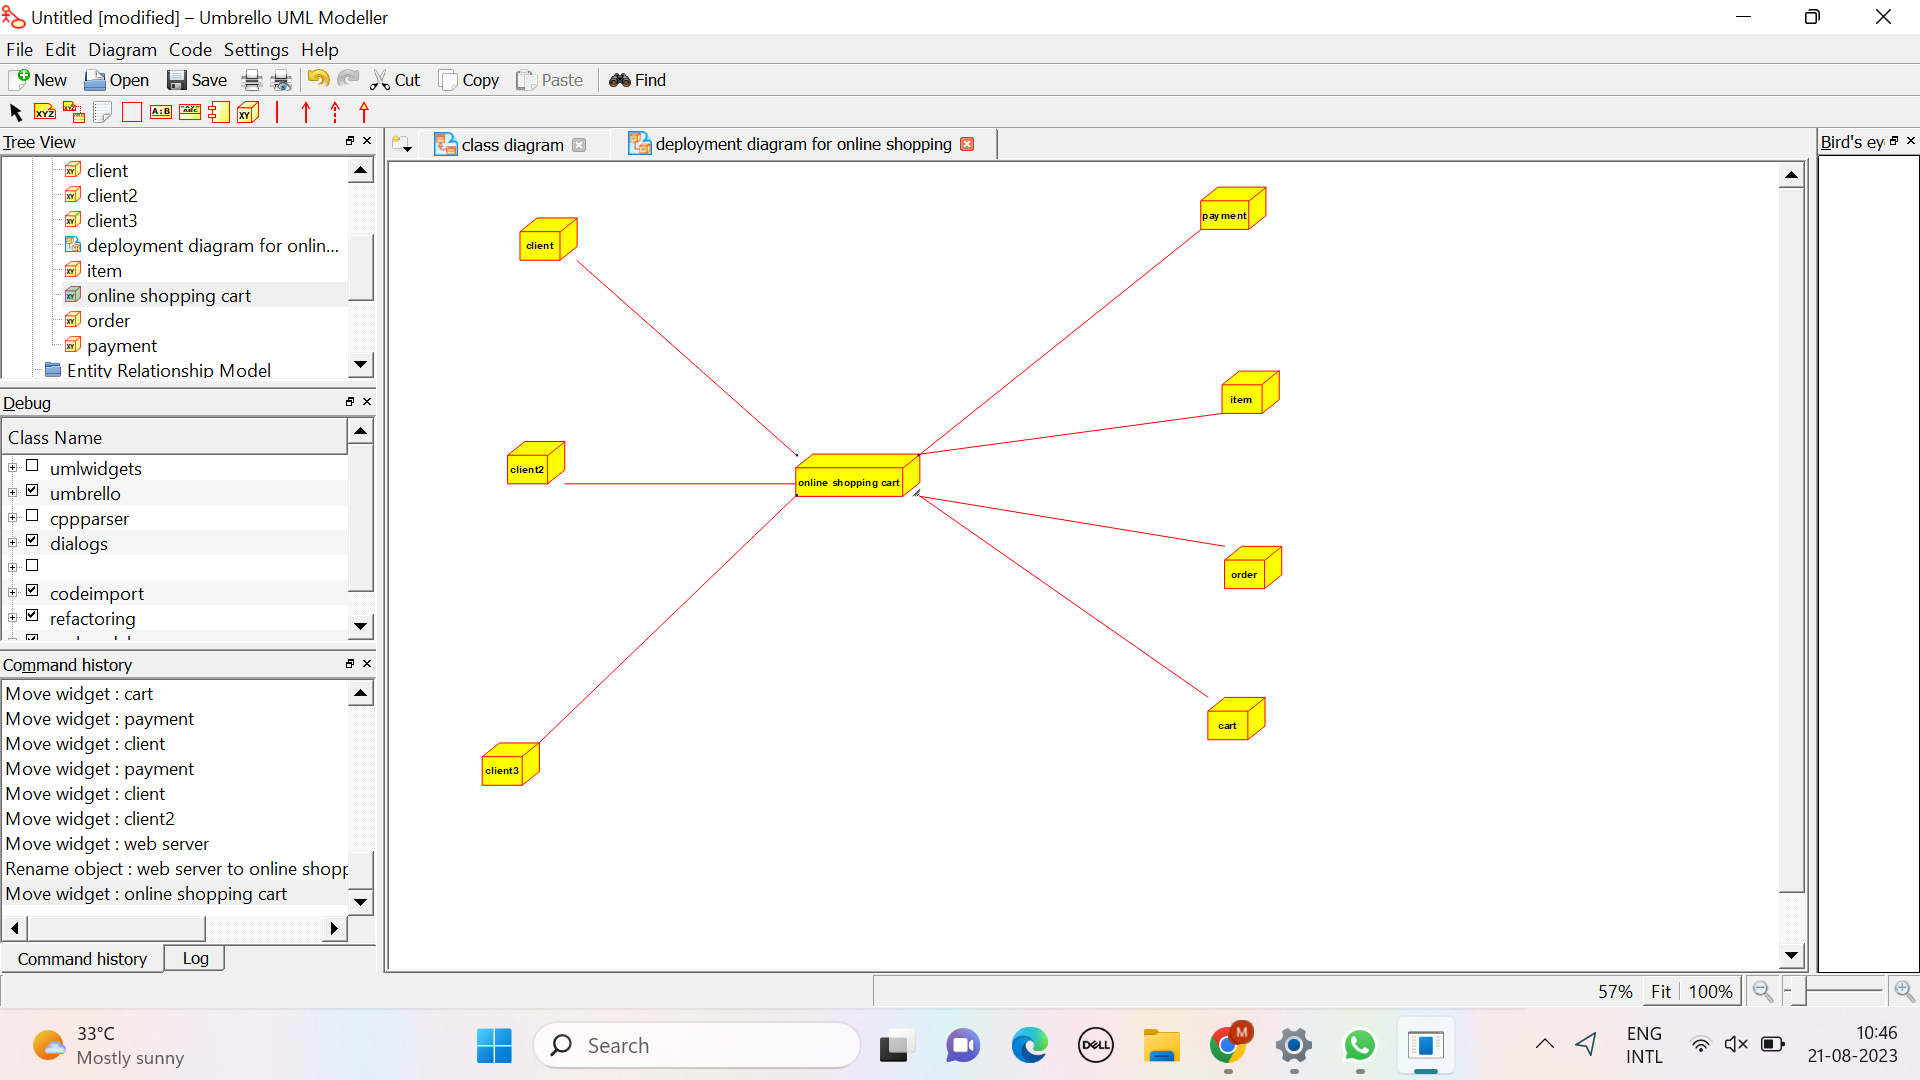 Untitled [modified] – Umbrello UML Modeller
File Edit Diagram Code Settings Help
New Open Save Cut Copy Paste Find
XYZ A:B ABC XY
Tree View
class diagram
deployment diagram for online shopping
Bird's ey
client
client2
client3
deployment diagram for onlin...
item
online shopping cart
order
payment
Entity Relationship Model
Debug
Class Name
umlwidgets
umbrello
cppparser
dialogs
codeimport
refactoring
Command history
Move widget : cart
Move widget : payment
Move widget : client
Move widget : payment
Move widget : client
Move widget : client2
Move widget : web server
Rename object : web server to online shopp
Move widget : online shopping cart
Command history Log
client
payment
item
client2
online shopping cart
order
cart
client3
57% Fit 100%
33°C
Mostly sunny
Search
DELL
M
ENG
INTL
10:46
21-08-2023